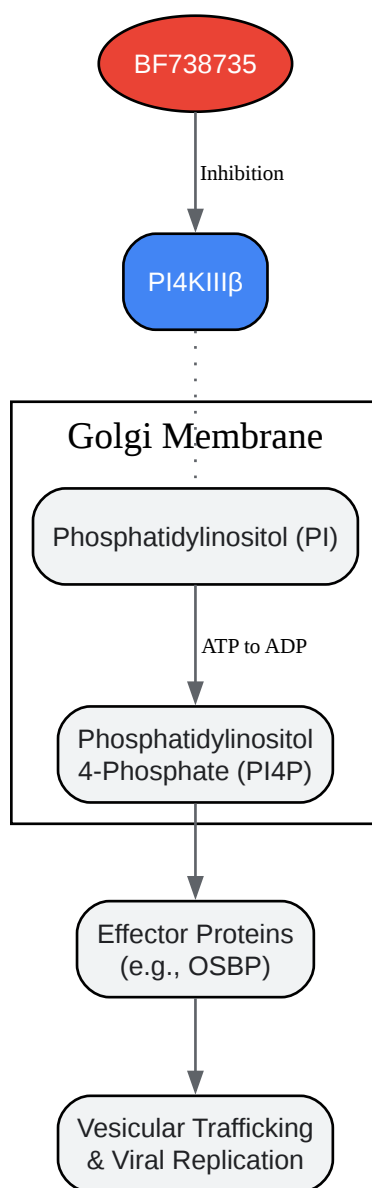 BF738735
Inhibition
PI4KIIIβ
Golgi Membrane
Phosphatidylinositol (PI)
ATP to ADP
Phosphatidylinositol
4-Phosphate (PI4P)
Effector Proteins
(e.g., OSBP)
Vesicular Trafficking
& Viral Replication